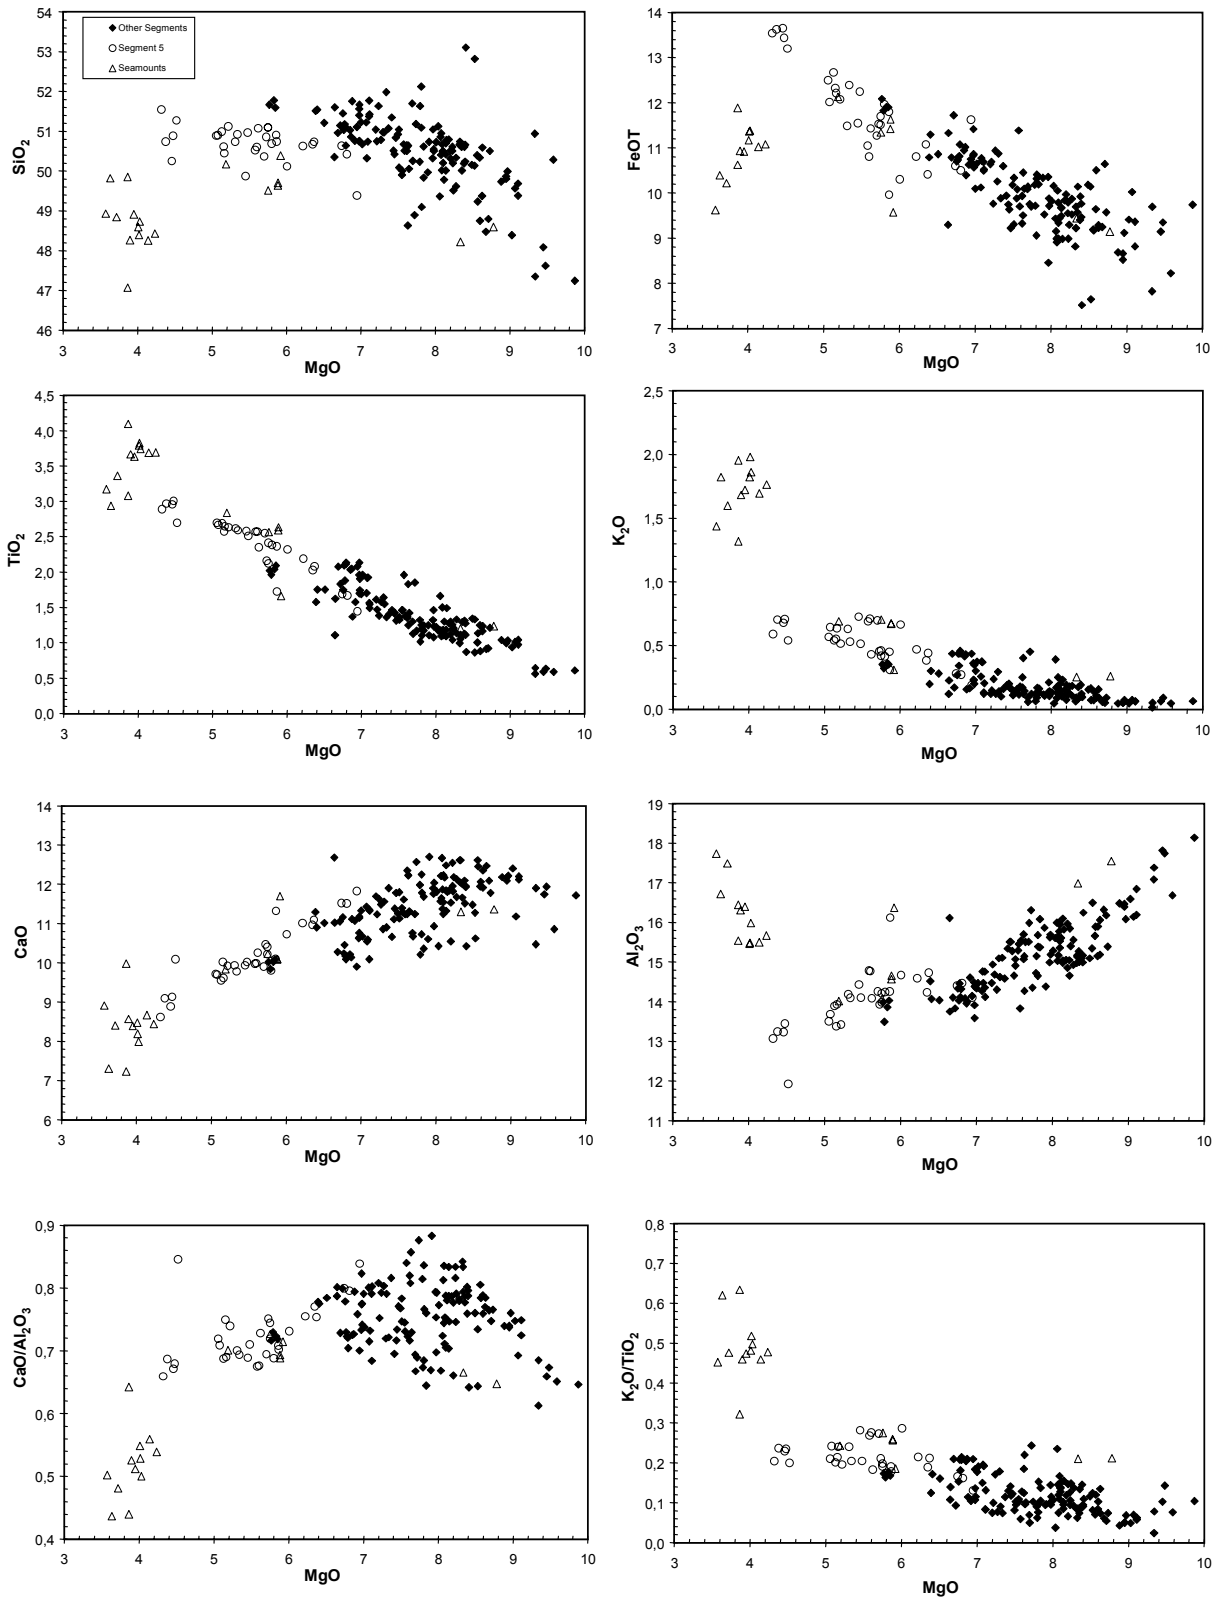 54
53
52
51
50
49
48
47
46
SiO2
Other Segments
Segment 5
Seamounts
3 4 5 6 7 8 9 10
MgO
14
13
12
11
10
9
8
7
FeOT
3 4 5 6 7 8 9 10
MgO
4,5
4,0
3,5
3,0
2,5
2,0
1,5
1,0
0,5
0,0
TiO2
3 4 5 6 7 8 9 10
MgO
2,5
2,0
1,5
1,0
0,5
0,0
K2O
3 4 5 6 7 8 9 10
MgO
14
13
12
11
10
9
8
7
6
CaO
3 4 5 6 7 8 9 10
MgO
19
18
17
16
15
14
13
12
11
Al2O3
3 4 5 6 7 8 9 10
MgO
0,9
0,8
0,7
0,6
0,5
0,4
CaO/Al2O3
3 4 5 6 7 8 9 10
MgO
0,8
0,7
0,6
0,5
0,4
0,3
0,2
0,1
0,0
K2O/TiO2
3 4 5 6 7 8 9 10
MgO